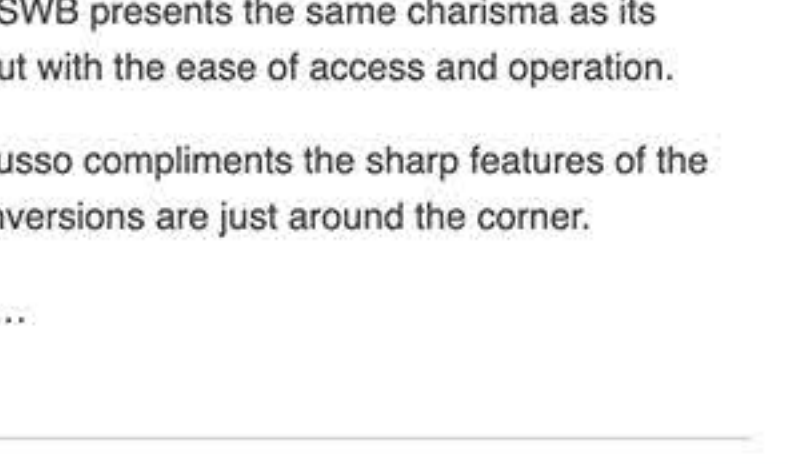 SWB presents the same charisma as its
ut with the ease of access and operation.
usso compliments the sharp features of the
nversions are just around the corner.
...